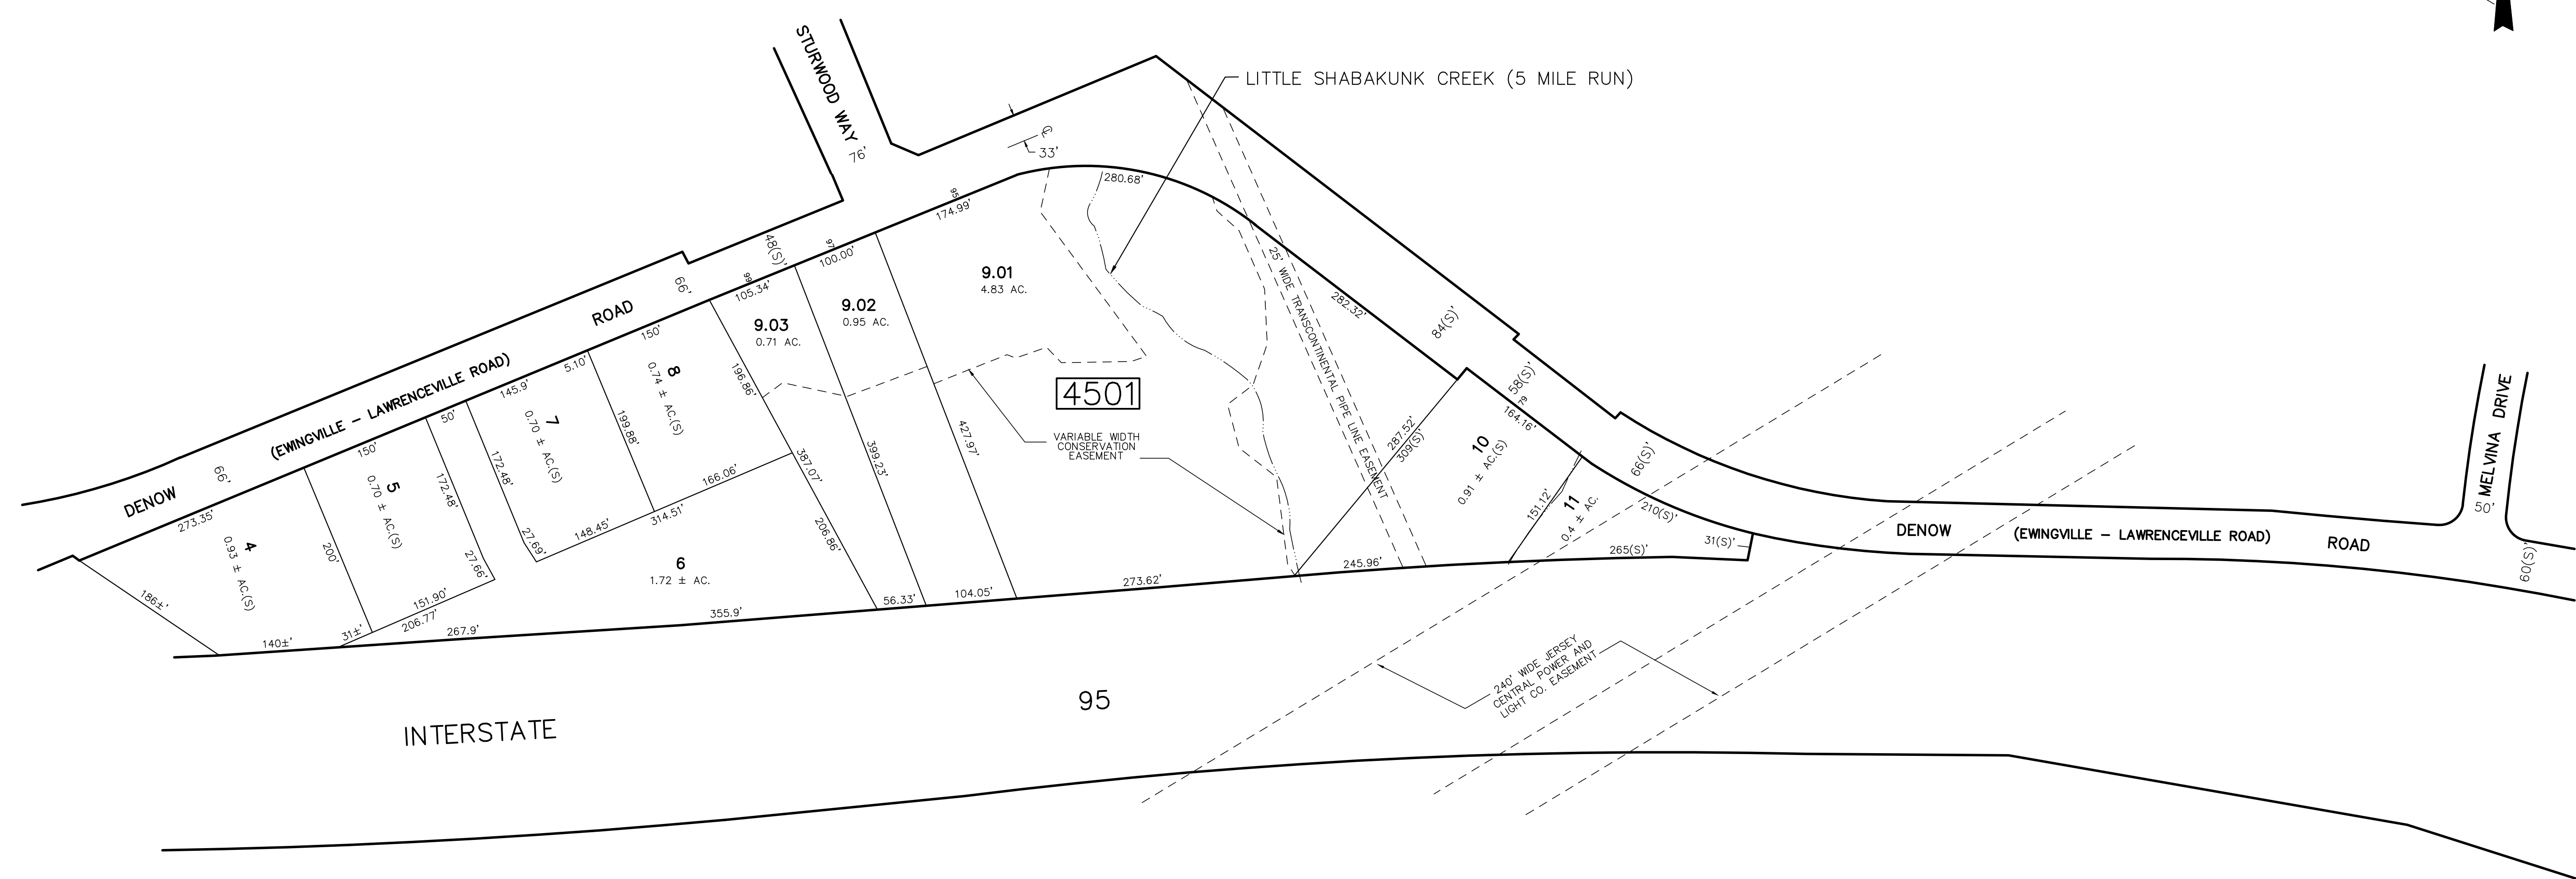 STURWOOD WAY
76'
LITTLE SHABAKUNK CREEK (5 MILE RUN)
33'
280.68'
95
174.99'
48(S)'
97
100.00'
99
105.34'
66'
ROAD
(EWINGVILLE - LAWRENCEVILLE ROAD)
DENOW
66'
273.35'
150'
50'
145.9'
5.10'
150'
9.01
4.83 AC.
9.02
0.95 AC.
9.03
0.71 AC.
8
0.74 ± AC.(S)
7
0.70 ± AC.(S)
5
0.70 ± AC.(S)
4
0.93 ± AC.(S)
6
1.72 ± AC.
186±'
140±'
200'
31±'
151.90'
206.77'
267.9'
172.48'
27.66'
172.48'
27.69'
148.45'
314.51'
166.06'
199.88'
196.86'
387.07'
206.86'
399.23'
427.97'
355.9'
56.33'
104.05'
273.62'
245.96'
4501
VARIABLE WIDTH
CONSERVATION
EASEMENT
25' WIDE TRANSCONTINENTAL PIPE LINE EASEMENT
282.32'
84(S)'
58(S)'
79
164.16'
287.52'
309(S)'
10
0.91 ± AC.(S)
66(S)'
151.12'
11
0.4 ± AC.
210(S)'
265(S)'
31(S)'
DENOW
(EWINGVILLE - LAWRENCEVILLE ROAD)
ROAD
MELVINA DRIVE
50'
60(S)'
240' WIDE JERSEY
CENTRAL POWER AND
LIGHT CO. EASEMENT
INTERSTATE
95